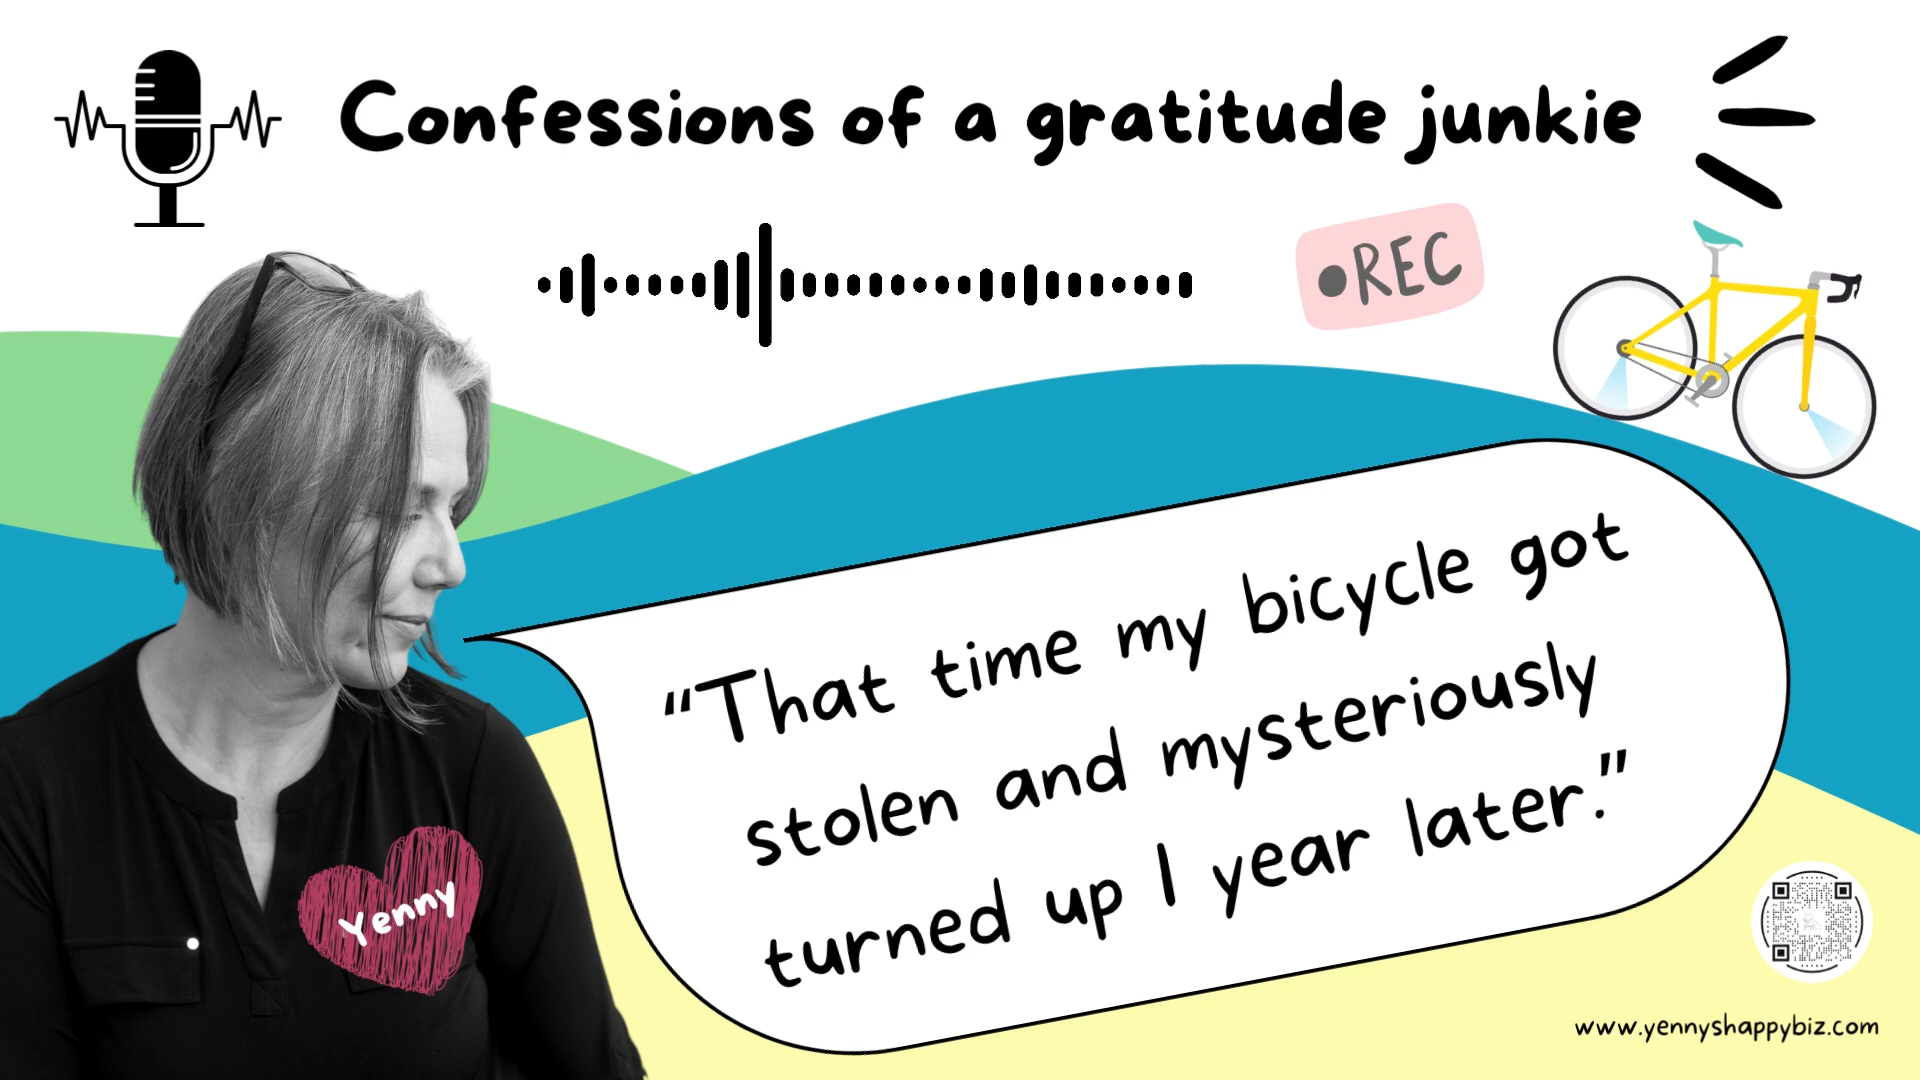 Confessions of a gratitude junkie
REC
“That time my bicycle got
stolen and mysteriously
turned up 1 year later.”
Yenny
www.yennyshappybiz.com